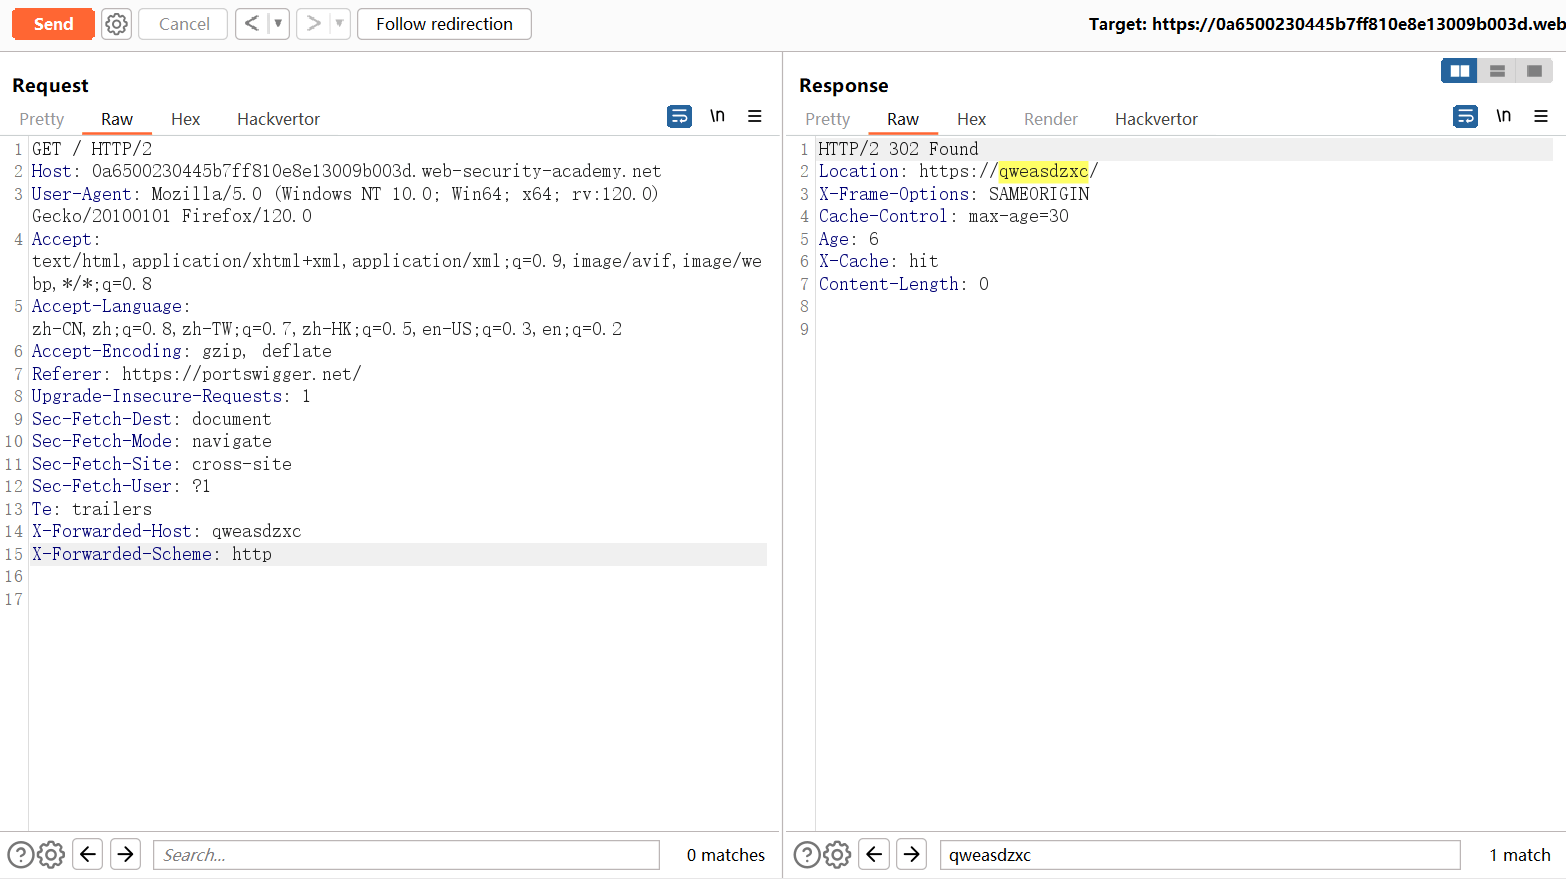 Send
Cancel
<
>
Follow redirection
Target: https://0a6500230445b7ff810e8e13009b003d.web
Request
Pretty
Raw
Hex
Hackvertor
\n
1 GET / HTTP/2
2 Host: 0a6500230445b7ff810e8e13009b003d.web-security-academy.net
3 User-Agent: Mozilla/5.0 (Windows NT 10.0; Win64; x64; rv:120.0)
Gecko/20100101 Firefox/120.0
4 Accept:
text/html,application/xhtml+xml,application/xml;q=0.9,image/avif,image/we
bp,*/*;q=0.8
5 Accept-Language:
zh-CN,zh;q=0.8,zh-TW;q=0.7,zh-HK;q=0.5,en-US;q=0.3,en;q=0.2
6 Accept-Encoding: gzip, deflate
7 Referer: https://portswigger.net/
8 Upgrade-Insecure-Requests: 1
9 Sec-Fetch-Dest: document
10 Sec-Fetch-Mode: navigate
11 Sec-Fetch-Site: cross-site
12 Sec-Fetch-User: ?1
13 Te: trailers
14 X-Forwarded-Host: qweasdzxc
15 X-Forwarded-Scheme: http
16
17
?
Search...
0 matches
Response
Pretty
Raw
Hex
Render
Hackvertor
\n
1 HTTP/2 302 Found
2 Location: https://qweasdzxc/
3 X-Frame-Options: SAMEORIGIN
4 Cache-Control: max-age=30
5 Age: 6
6 X-Cache: hit
7 Content-Length: 0
8
9
?
qweasdzxc
1 match